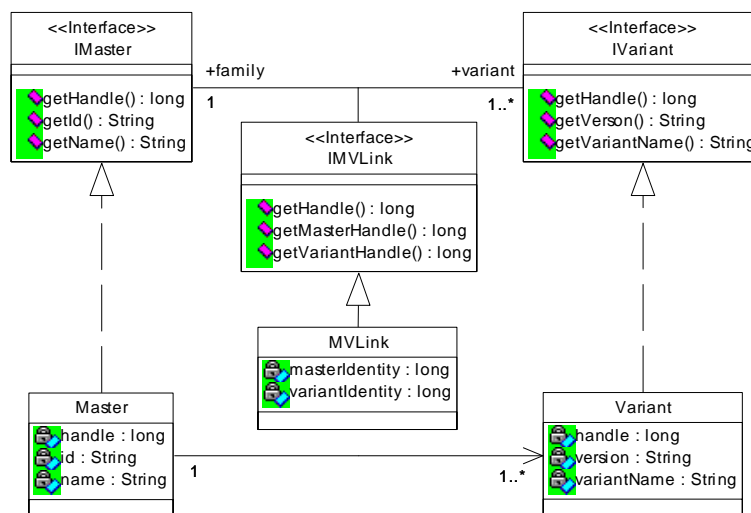 <<Interface>>
IMaster
getHandle() : long
getId() : String
getName() : String
+family
1
+variant
1..*
<<Interface>>
IVariant
getHandle() : long
getVerson() : String
getVariantName() : String
<<Interface>>
IMVLink
getHandle() : long
getMasterHandle() : long
getVariantHandle() : long
MVLink
masterIdentity : long
variantIdentity : long
Master
handle : long
id : String
name : String
1
1..*
Variant
handle : long
version : String
variantName : String